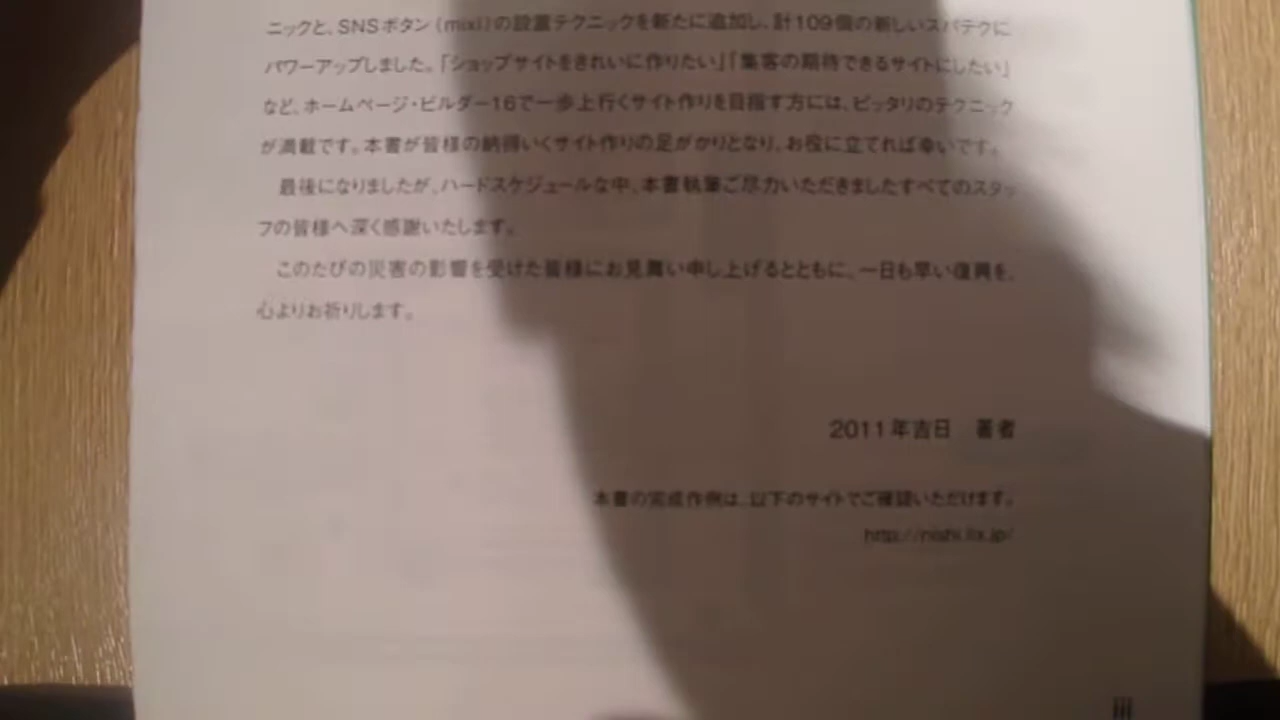 ニックと、SNSボタン（mixi）の設置テクニックを新たに追加し、計109個の新しいスパテクに
パワーアップしました。「ショップサイトをきれいに作りたい」「集客の期待できるサイトにしたい」
など、ホームページ・ビルダー16で一歩上行くサイト作りを目指す方には、ピッタリのテクニック
が満載です。本書が皆様の納得いくサイト作りの足がかりとなり、お役に立てれば幸いです。
最後になりましたが、ハードスケジュールな中、本書執筆ご尽力いただきましたすべてのスタッ
フの皆様へ深く感謝いたします。
このたびの災害の影響を受けた皆様にお見舞い申し上げるとともに、一日も早い復興を、
心よりお祈りします。
2011年吉日 著者
本書の完成作例は、以下のサイトでご確認いただけます。
iii